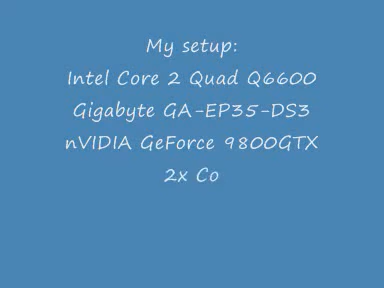 My setup:
Intel Core 2 Quad Q6600
Gigabyte GA-EP35-DS3
nVIDIA GeForce 9800GTX
2x Co